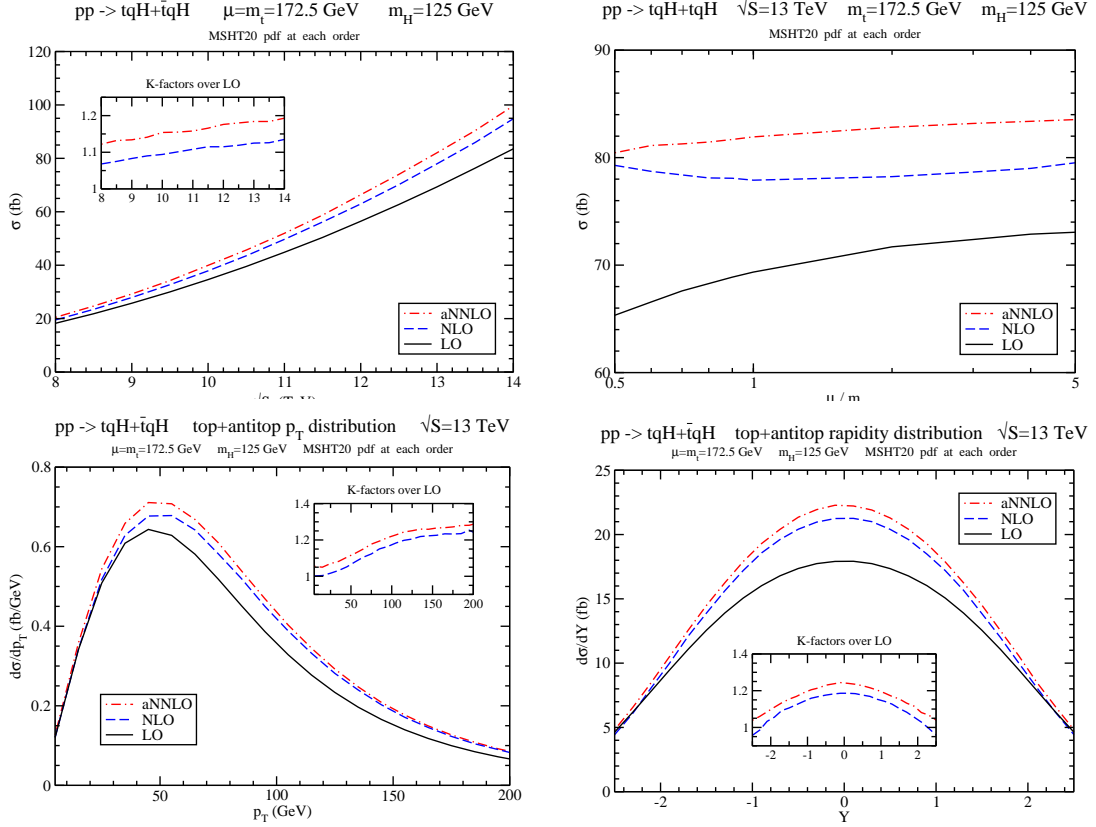 pp -> tqH+t̄qH μ=mₜ=172.5 GeV m_H=125 GeV
MSHT20 pdf at each order
K-factors over LO
1.2
1.1
1
8 9 10 11 12 13 14
120
100
80
60
40
20
0
σ (fb)
aNNLO
NLO
LO
8 9 10 11 12 13 14
pp -> tqH+tqH √S=13 TeV mₜ=172.5 GeV m_H=125 GeV
MSHT20 pdf at each order
90
80
70
60
σ (fb)
aNNLO
NLO
LO
0.5 1 5
μ / m
pp -> tqH+t̄qH top+antitop p_T distribution √S=13 TeV
μ=mₜ=172.5 GeV m_H=125 GeV MSHT20 pdf at each order
K-factors over LO
1.4
1.2
1
50 100 150 200
0.8
0.6
0.4
0.2
0
dσ/dp_T (fb/GeV)
aNNLO
NLO
LO
50 100 150 200
p_T (GeV)
pp -> tqH+t̄qH top+antitop rapidity distribution √S=13 TeV
μ=mₜ=172.5 GeV m_H=125 GeV MSHT20 pdf at each order
25
20
15
10
5
0
dσ/dY (fb)
aNNLO
NLO
LO
K-factors over LO
1.4
1.2
1
-2 -1 0 1 2
-2 -1 0 1 2
Y